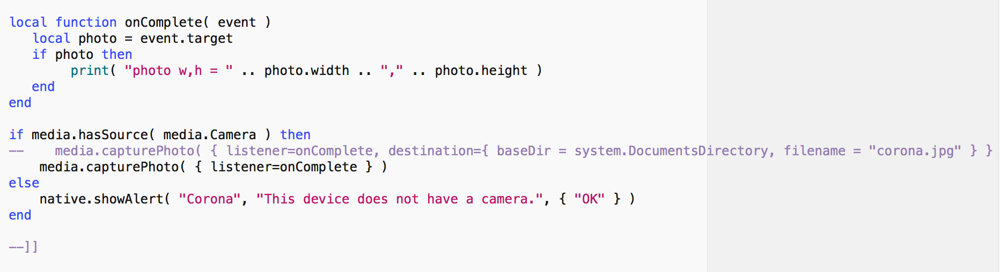 local function onComplete( event )
   local photo = event.target
   if photo then
        print( "photo w,h = " .. photo.width .. "," .. photo.height )
   end
end

if media.hasSource( media.Camera ) then
--    media.capturePhoto( { listener=onComplete, destination={ baseDir = system.DocumentsDirectory, filename = "corona.jpg" } }
    media.capturePhoto( { listener=onComplete } )
else
    native.showAlert( "Corona", "This device does not have a camera.", { "OK" } )
end

--]]